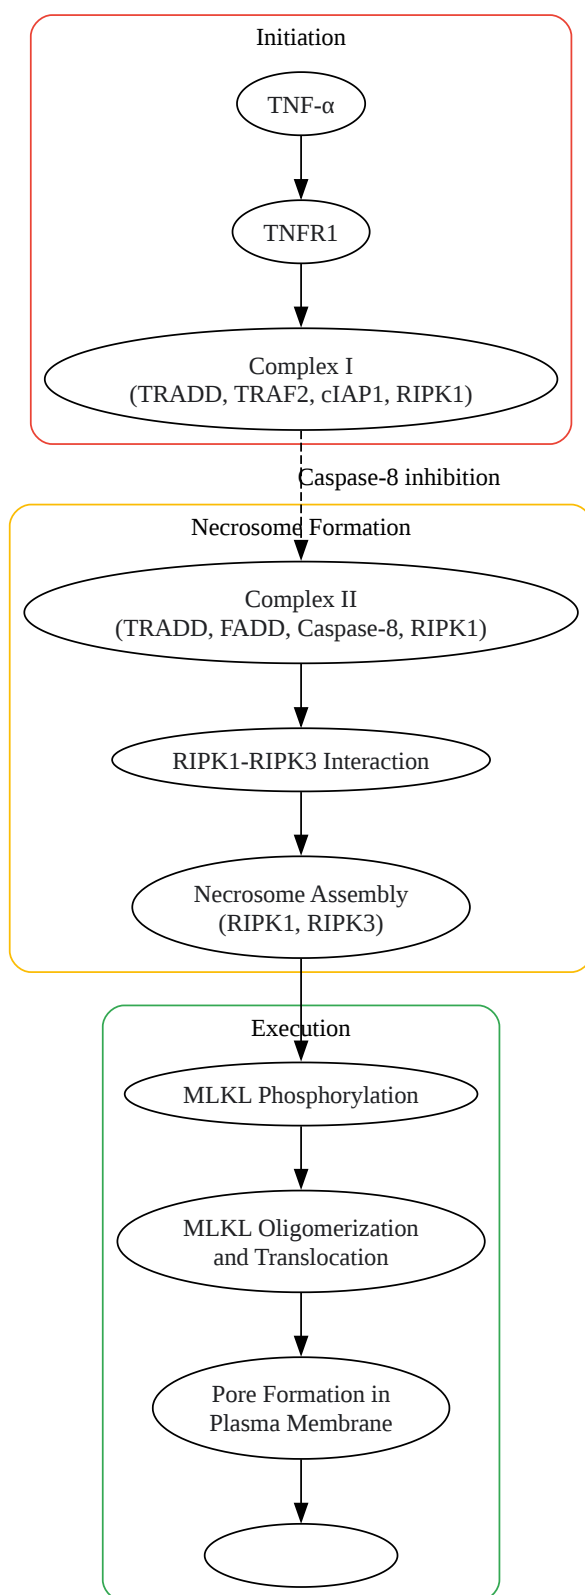 Initiation
TNF-α
TNFR1
Complex I
(TRADD, TRAF2, cIAP1, RIPK1)
Caspase-8 inhibition
Necrosome Formation
Complex II
(TRADD, FADD, Caspase-8, RIPK1)
RIPK1-RIPK3 Interaction
Necrosome Assembly
(RIPK1, RIPK3)
Execution
MLKL Phosphorylation
MLKL Oligomerization
and Translocation
Pore Formation in
Plasma Membrane